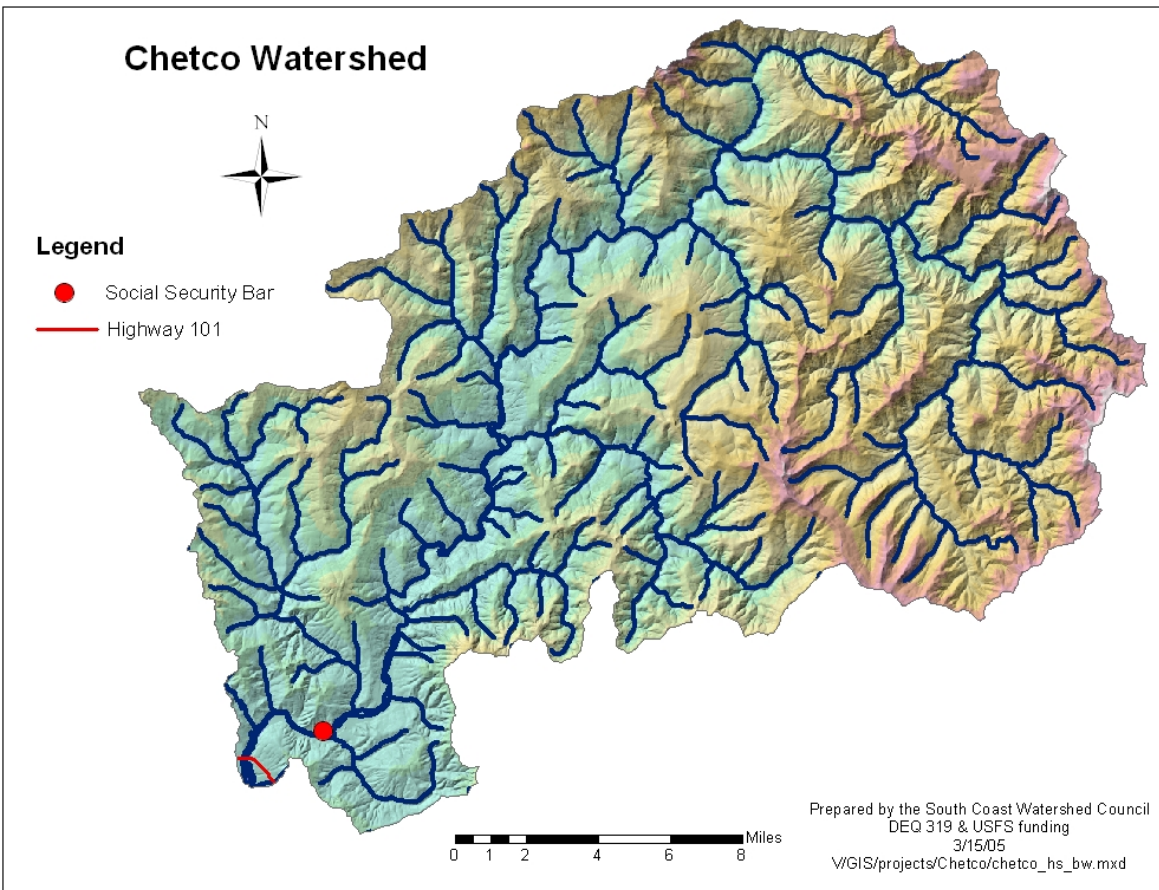 Chetco Watershed
N
Legend
Social Security Bar
Highway 101
Miles
0 1 2 4 6 8
Prepared by the South Coast Watershed Council
DEQ 319 & USFS funding
3/15/05
V/GIS/projects/Chetco/chetco_hs_bw.mxd